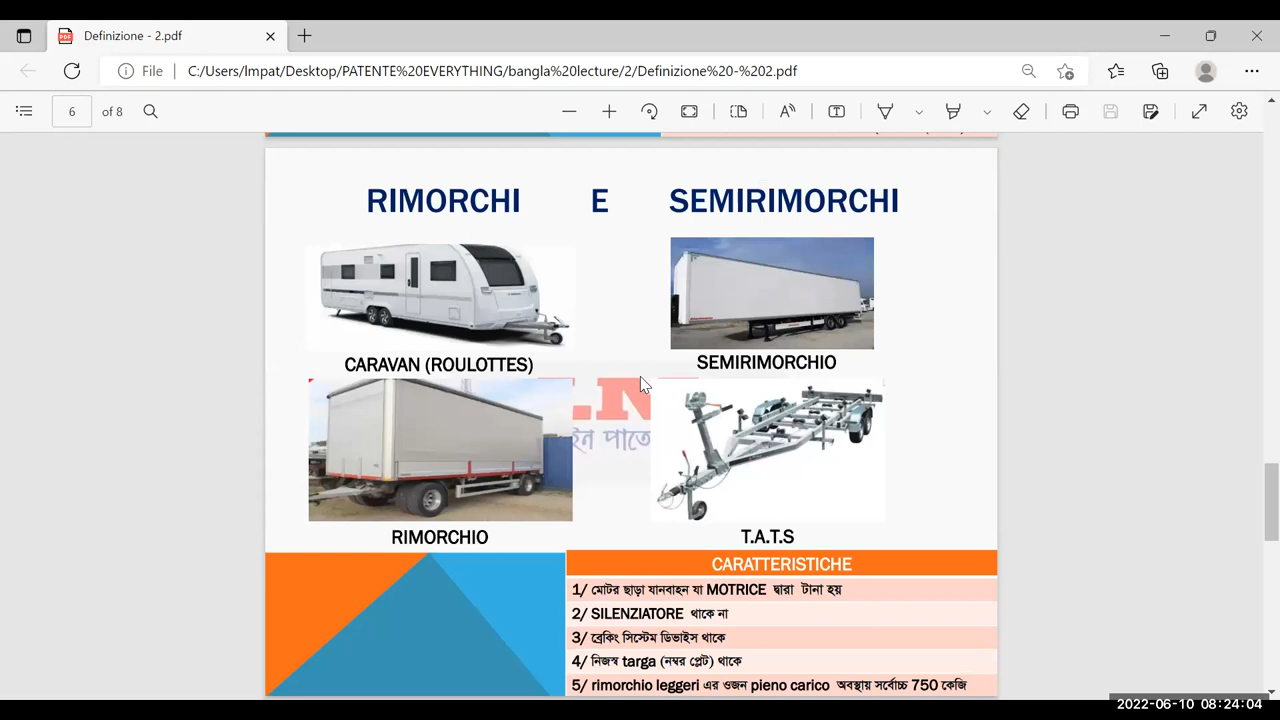 Definizione - 2.pdf
File
C:/Users/lmpat/Desktop/PATENTE%20EVERYTHING/bangla%20lecture/2/Definizione%20-%202.pdf
6 of 8
RIMORCHI E SEMIRIMORCHI
CARAVAN (ROULOTTES)
SEMIRIMORCHIO
RIMORCHIO
T.A.T.S
CARATTERISTICHE
1/ মোটর ছাড়া যানবাহন যা MOTRICE দ্বারা টানা হয়
2/ SILENZIATORE থাকে না
3/ ব্রেকিং সিস্টেম ডিভাইস থাকে
4/ নিজস্ব targa (নম্বর প্লেট) থাকে
5/ rimorchio leggeri এর ওজন pieno carico অবস্থায় সর্বোচ্চ 750 কেজি
2022-06-10 08:24:04